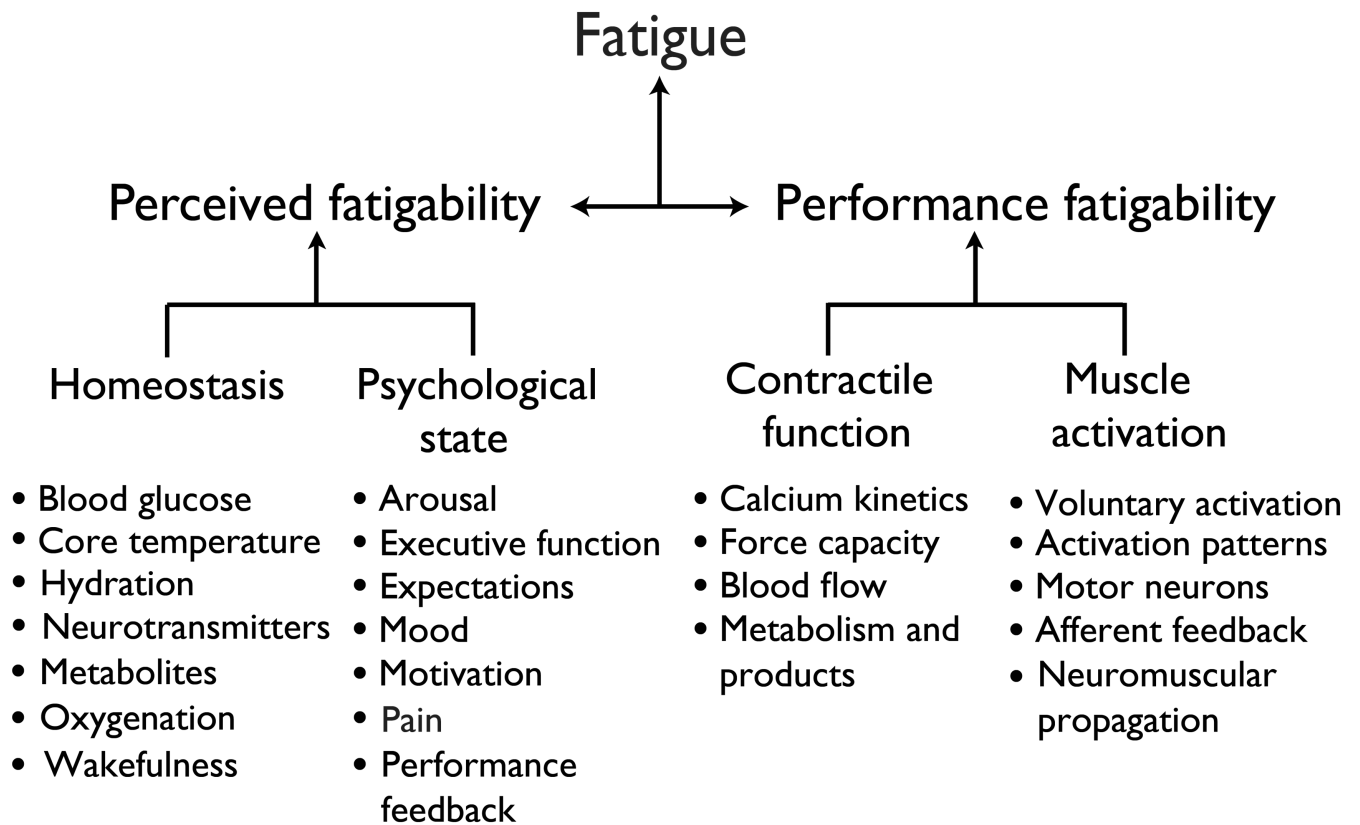 Fatigue
Perceived fatigability
Performance fatigability
Homeostasis
• Blood glucose
• Core temperature
• Hydration
• Neurotransmitters
• Metabolites
• Oxygenation
• Wakefulness
Psychological
state
• Arousal
• Executive function
• Expectations
• Mood
• Motivation
• Pain
• Performance
feedback
Contractile
function
• Calcium kinetics
• Force capacity
• Blood flow
• Metabolism and
products
Muscle
activation
• Voluntary activation
• Activation patterns
• Motor neurons
• Afferent feedback
• Neuromuscular
propagation